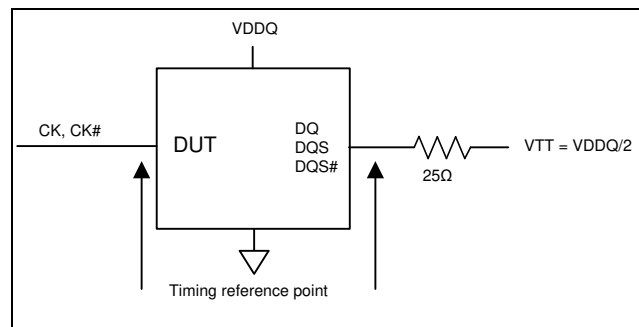 VDDQ
CK, CK#
DUT
DQ
DQS
DQS#
VTT = VDDQ/2
25Ω
Timing reference point